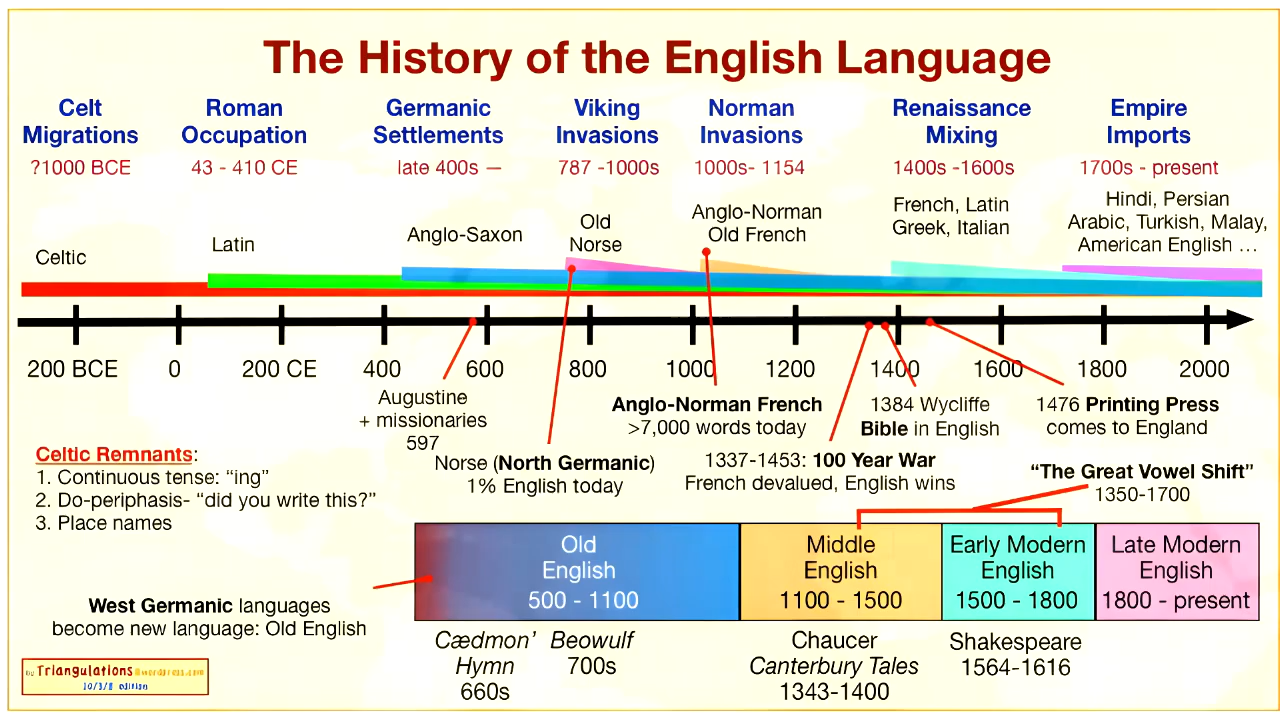 The History of the English Language
Celt
Migrations
?1000 BCE
Roman
Occupation
43 - 410 CE
Germanic
Settlements
late 400s —
Viking
Invasions
787 -1000s
Norman
Invasions
1000s- 1154
Renaissance
Mixing
1400s -1600s
Empire
Imports
1700s - present
Celtic
Latin
Anglo-Saxon
Old
Norse
Anglo-Norman
Old French
French, Latin
Greek, Italian
Hindi, Persian
Arabic, Turkish, Malay,
American English ...
200 BCE 0 200 CE 400 600 800 1000 1200 1400 1600 1800 2000
Augustine
+ missionaries
597
Norse (North Germanic)
1% English today
Anglo-Norman French
>7,000 words today
1337-1453: 100 Year War
French devalued, English wins
1384 Wycliffe
Bible in English
1476 Printing Press
comes to England
"The Great Vowel Shift"
1350-1700
Celtic Remnants:
1. Continuous tense: "ing"
2. Do-periphasis- "did you write this?"
3. Place names
West Germanic languages
become new language: Old English
Old
English
500 - 1100
Middle
English
1100 - 1500
Early Modern
English
1500 - 1800
Late Modern
English
1800 - present
Cædmon'
Hymn
660s
Beowulf
700s
Chaucer
Canterbury Tales
1343-1400
Shakespeare
1564-1616
by Triangulations
edition